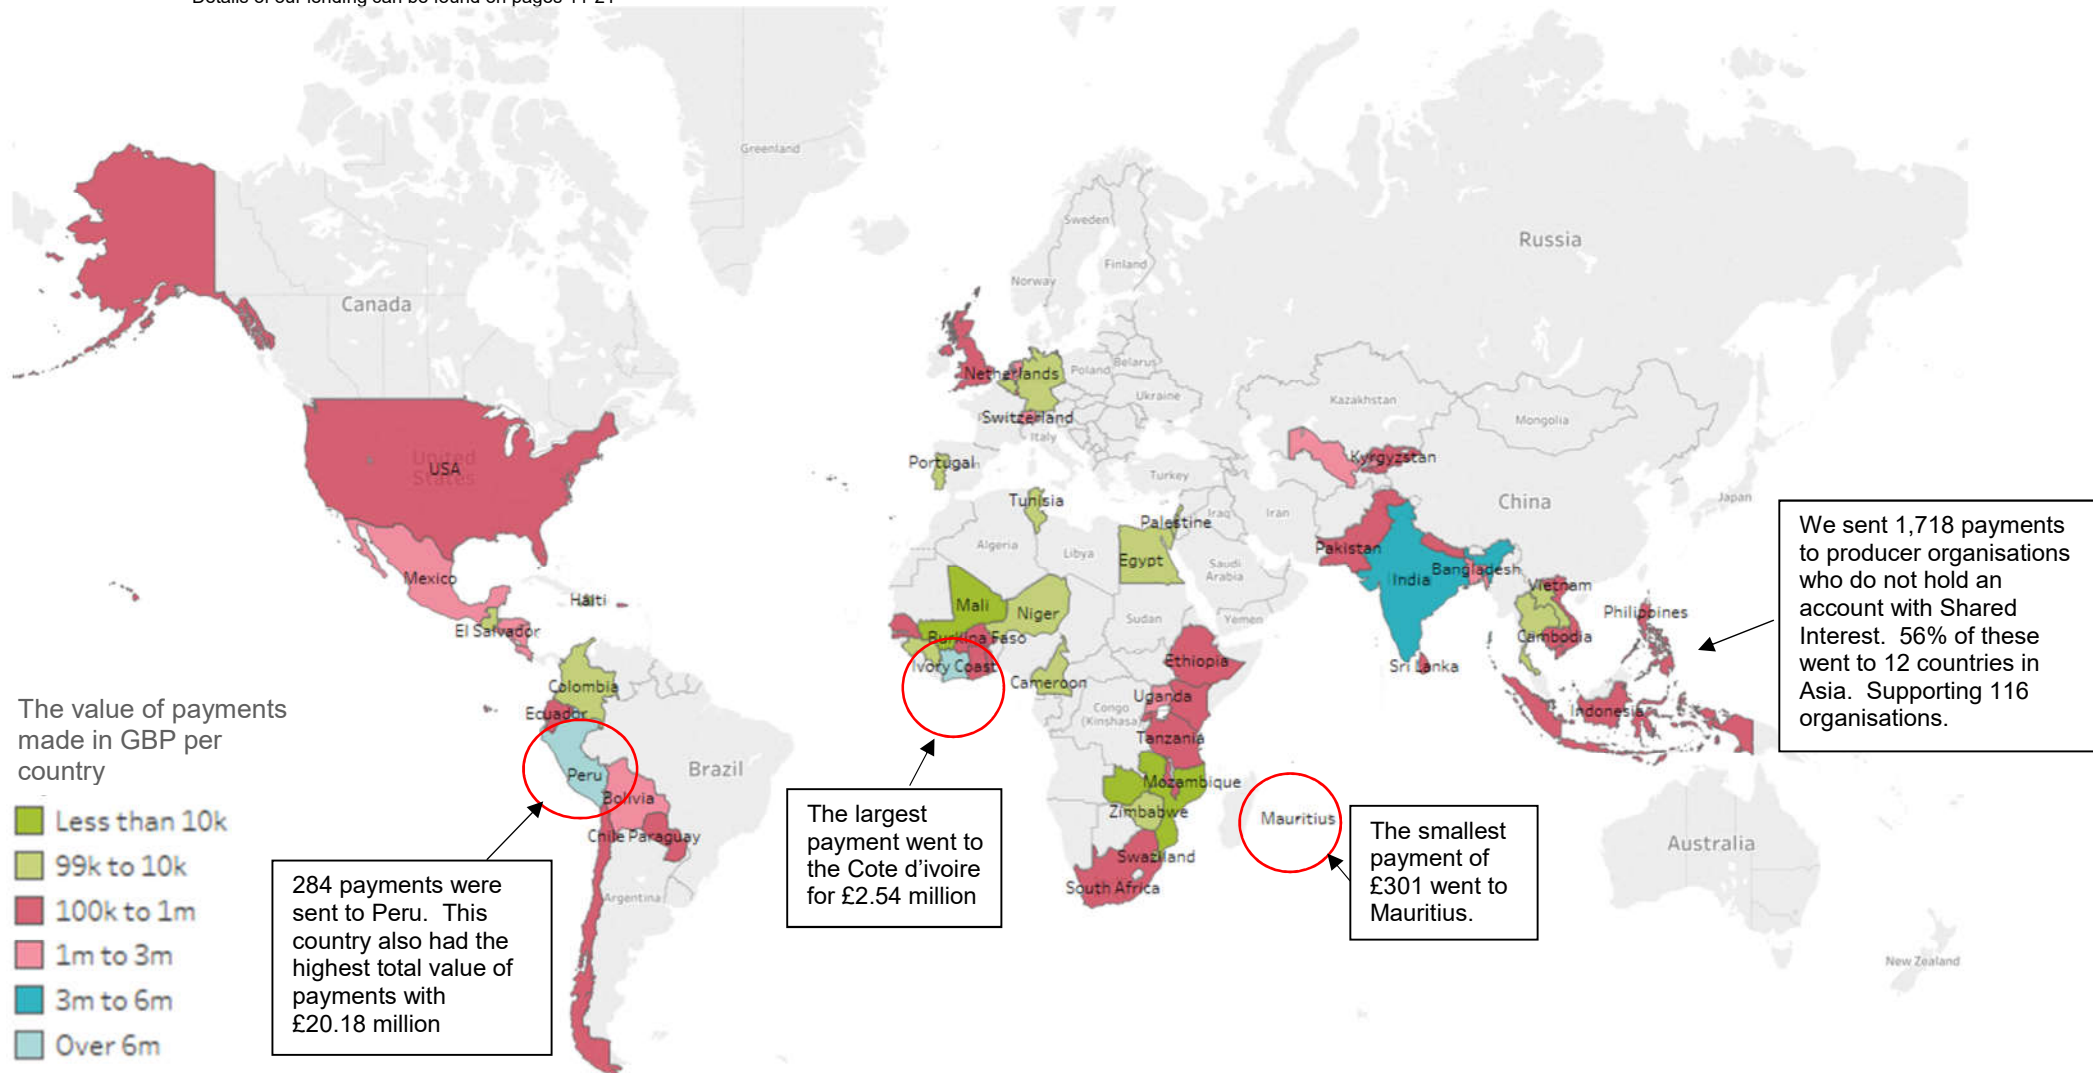 Greenland
Sweden
Finland
Norway
Russia
Canada
Netherlands
Poland
Belarus
Ukraine
Switzerland
Italy
Kazakhstan
Mongolia
Kyrgyzstan
United
States
USA
Portugal
Turkey
China
Japan
Tunisia
Palestine
Iraq
Iran
Algeria
Libya
Egypt
Saudi
Arabia
Pakistan
India
Bangladesh
Mexico
Haiti
El Salvador
Mali
Niger
Sudan
Yemen
Burkina Faso
Ivory Coast
Cameroon
Ethiopia
Uganda
Congo
(Kinshasa)
Tanzania
Vietnam
Philippines
Cambodia
Sri Lanka
Indonesia
We sent 1,718 payments
to producer organisations
who do not hold an
account with Shared
Interest.  56% of these
went to 12 countries in
Asia.  Supporting 116
organisations.
Colombia
Ecuador
Peru
Brazil
Bolivia
Chile
Paraguay
Argentina
Mozambique
Zimbabwe
Swaziland
South Africa
Mauritius
Australia
New Zealand
The value of payments
made in GBP per
country
Less than 10k
99k to 10k
100k to 1m
1m to 3m
3m to 6m
Over 6m
284 payments were
sent to Peru.  This
country also had the
highest total value of
payments with
£20.18 million
The largest
payment went to
the Cote d’ivoire
for £2.54 million
The smallest
payment of
£301 went to
Mauritius.